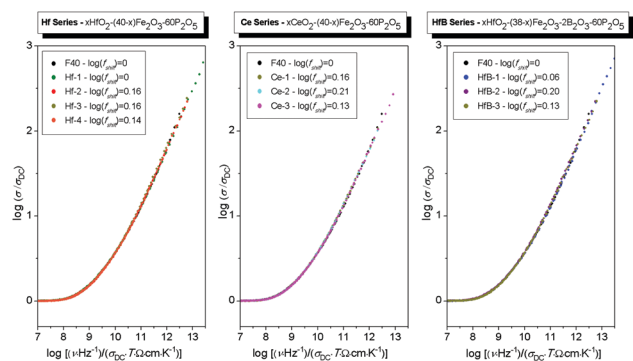 Hf Series - xHfO2-(40-x)Fe2O3-60P2O5
F40 - log(fshift)=0
Hf-1 - log(fshift)=0
Hf-2 - log(fshift)=0.16
Hf-3 - log(fshift)=0.16
Hf-4 - log(fshift)=0.14
log (σ/σDC)
3
2
1
0
7 8 9 10 11 12 13
log [(ν·Hz⁻¹)/(σDC·T·Ω·cm·K⁻¹)]
Ce Series - xCeO2-(40-x)Fe2O3-60P2O5
F40 - log(fshift)=0
Ce-1 - log(fshift)=0.16
Ce-2 - log(fshift)=0.21
Ce-3 - log(fshift)=0.13
log (σ/σDC)
3
2
1
0
7 8 9 10 11 12 13
log [(ν·Hz⁻¹)/(σDC·T·Ω·cm·K⁻¹)]
HfB Series - xHfO2-(38-x)Fe2O3-2B2O3-60P2O5
F40 - log(fshift)=0
HfB-1 - log(fshift)=0.06
HfB-2 - log(fshift)=0.20
HfB-3 - log(fshift)=0.13
log (σ/σDC)
3
2
1
0
7 8 9 10 11 12 13
log [(ν·Hz⁻¹)/(σDC·T·Ω·cm·K⁻¹)]